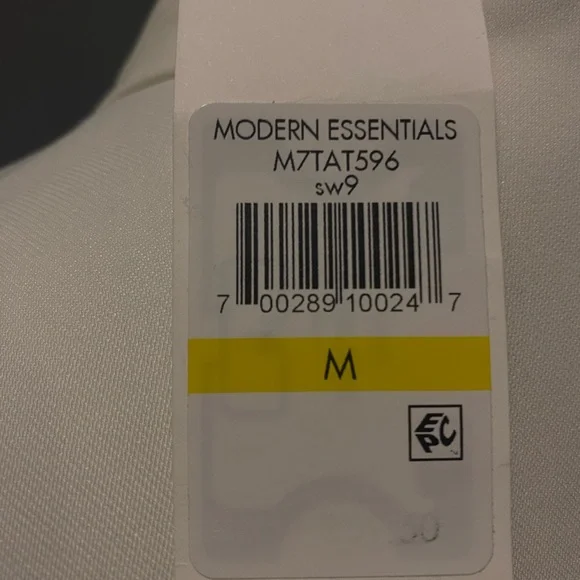 MODERN ESSENTIALS
M7TAT596
sw9
7 00289 10024 7
M
EPC